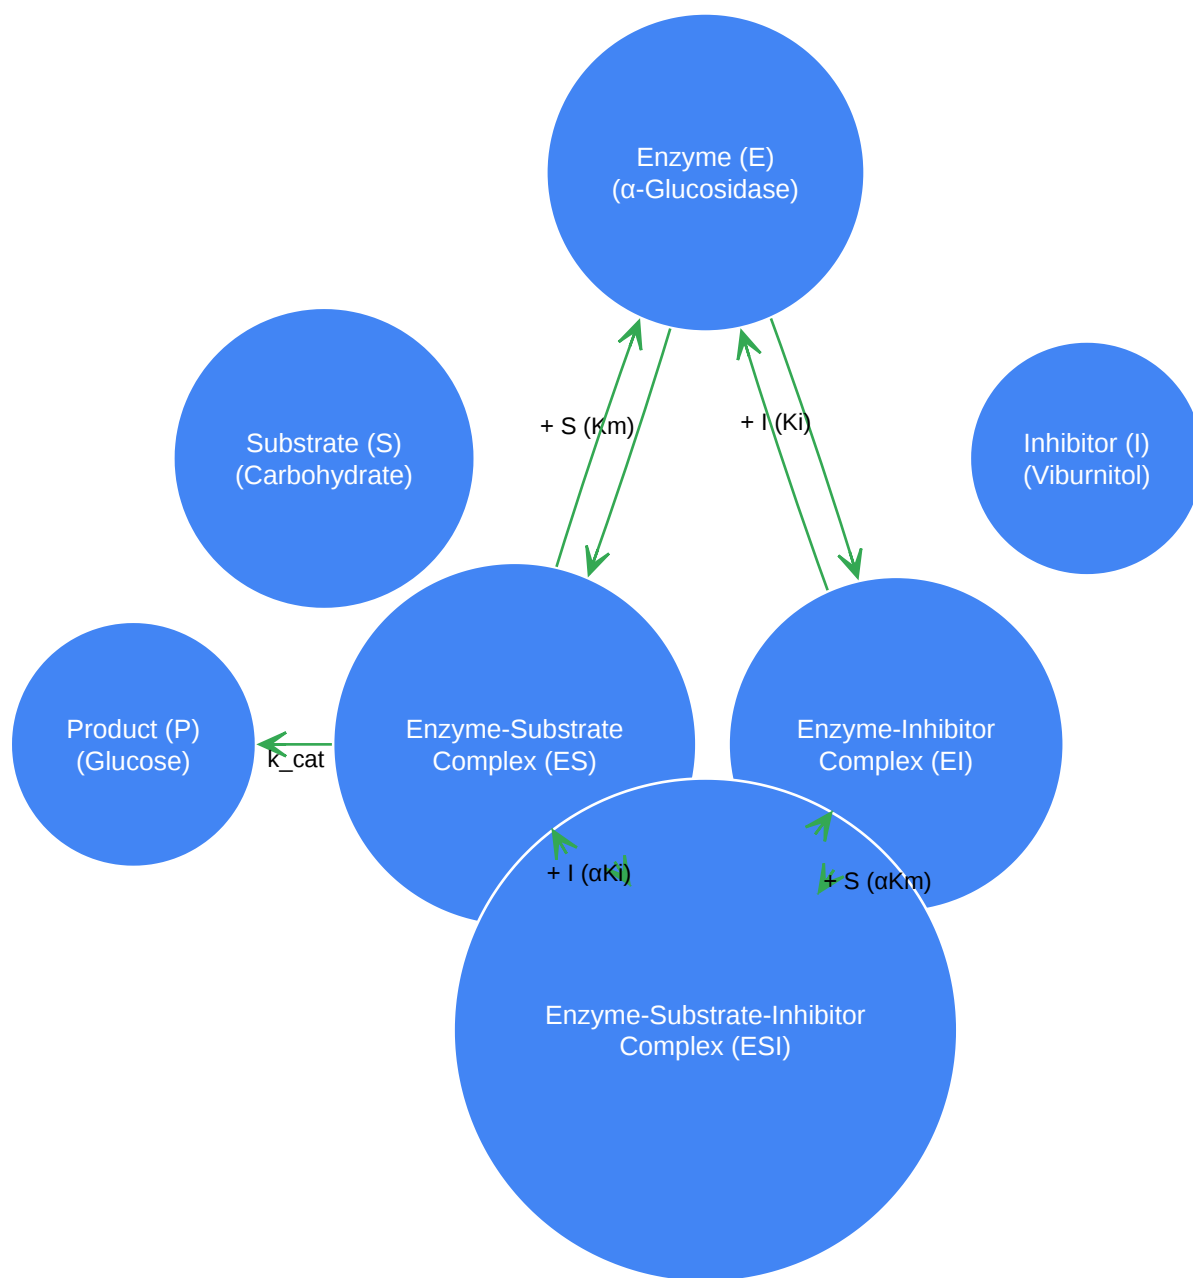 Enzyme (E)
(α-Glucosidase)
Substrate (S)
(Carbohydrate)
+ S (Km)
+ I (Ki)
Inhibitor (I)
(Viburnitol)
Product (P)
(Glucose)
k_cat
Enzyme-Substrate
Complex (ES)
Enzyme-Inhibitor
Complex (EI)
+ I (αKi)
+ S (αKm)
Enzyme-Substrate-Inhibitor
Complex (ESI)